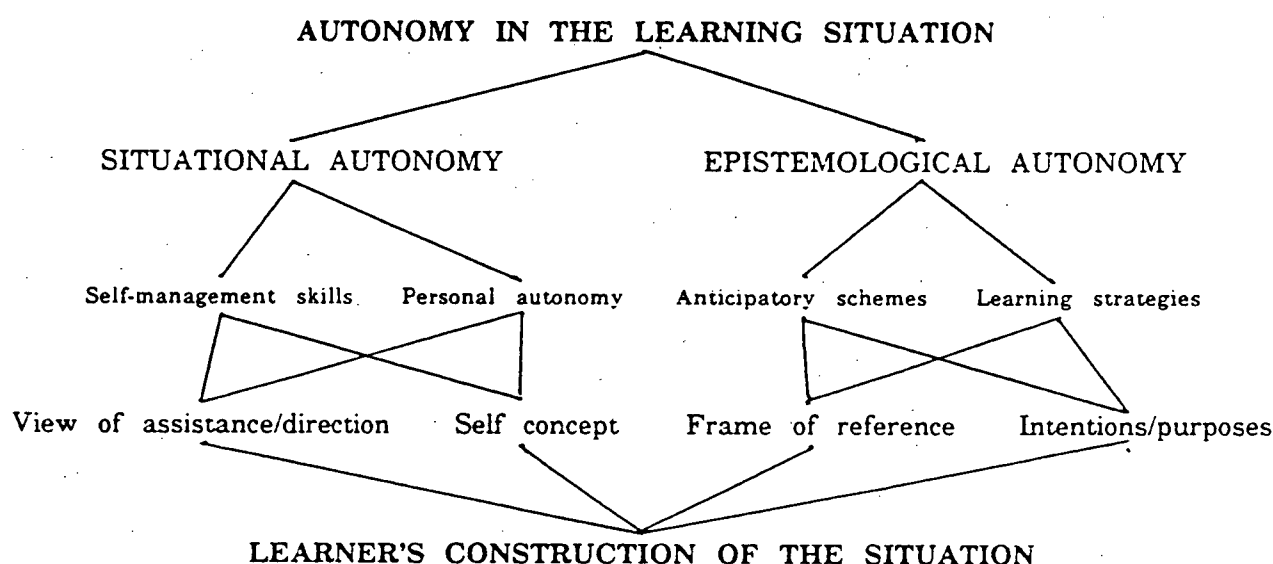 AUTONOMY IN THE LEARNING SITUATION
SITUATIONAL AUTONOMY EPISTEMOLOGICAL AUTONOMY
Self-management skills Personal autonomy Anticipatory schemes Learning strategies
View of assistance/direction Self concept Frame of reference Intentions/purposes
LEARNER'S CONSTRUCTION OF THE SITUATION